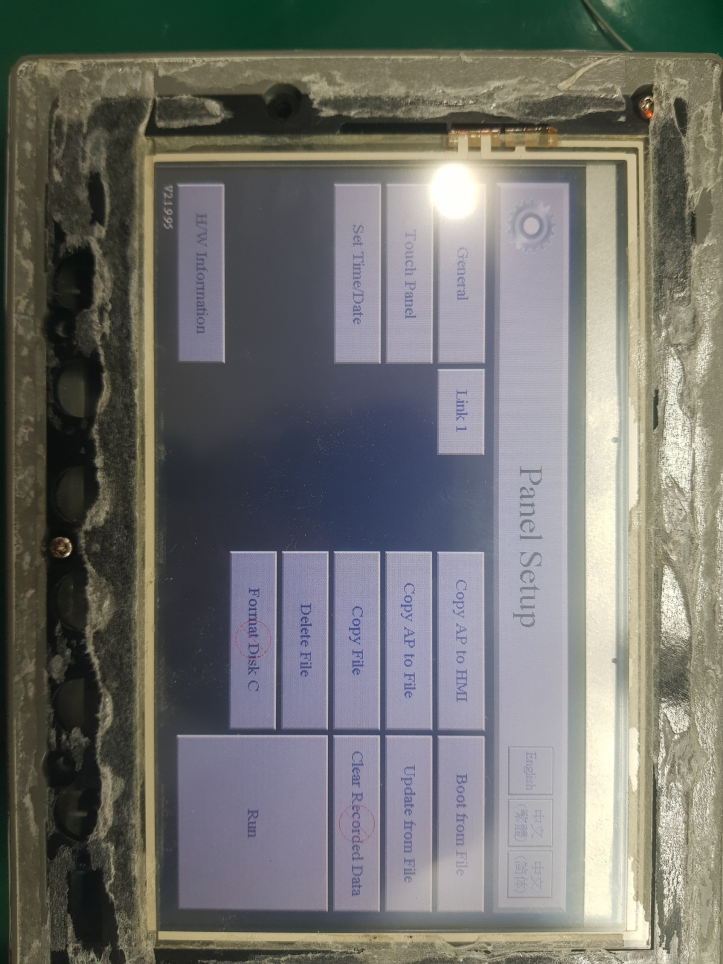 Panel Setup
English
中文
(繁體)
中文
(简体)
General
Link 1
Copy AP to HMI
Boot from File
Touch Panel
Copy AP to File
Update from File
Set Time/Date
Copy File
Clear Recorded Data
Delete File
Format Disk C
Run
H/W Information
V21995